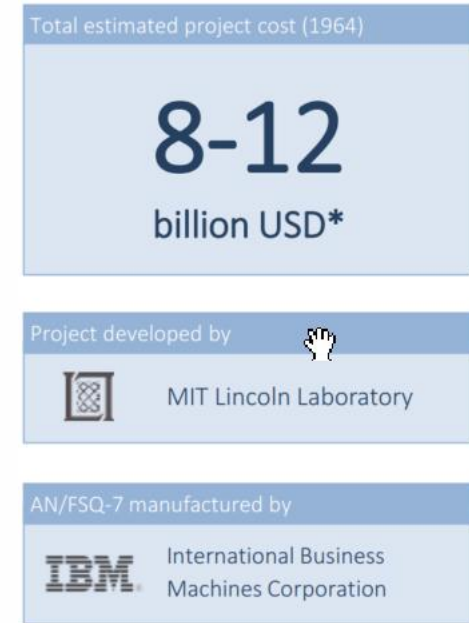 Total estimated project cost (1964)
8-12
billion USD*
Project developed by
MIT Lincoln Laboratory
AN/FSQ-7 manufactured by
IBM.
International Business
Machines Corporation